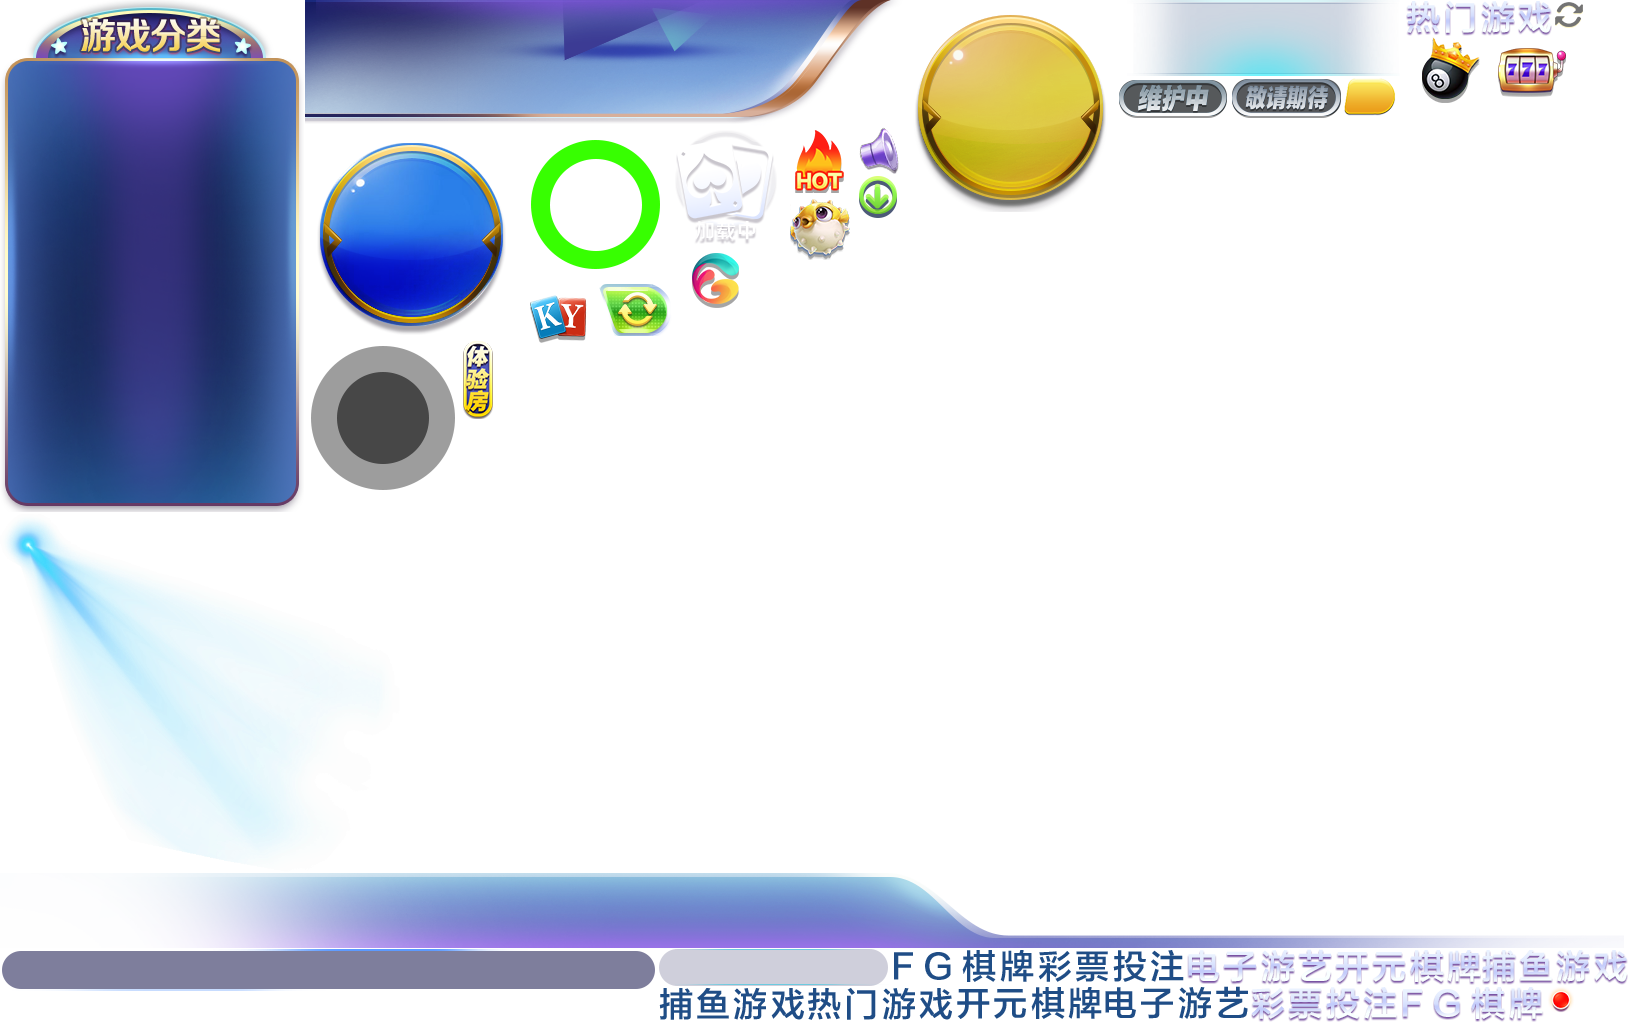 游戏分类
热门游戏
维护中
敬请期待
777
8
HOT
加载中
KY
G
体验房
FG棋牌彩票投注电子游艺开元棋牌捕鱼游戏
捕鱼游戏热门游戏开元棋牌电子游艺彩票投注FG棋牌